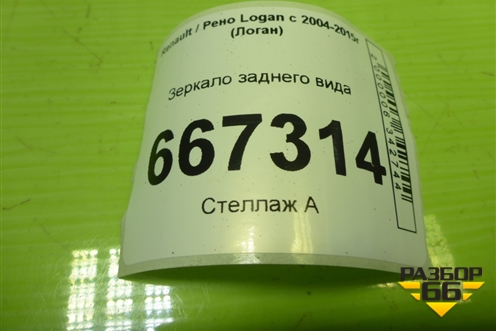 Renault / Рено Logan с 2004-2015г
(Логан)
Зеркало заднего вида
667314
Стеллаж А
РАЗБОР
66